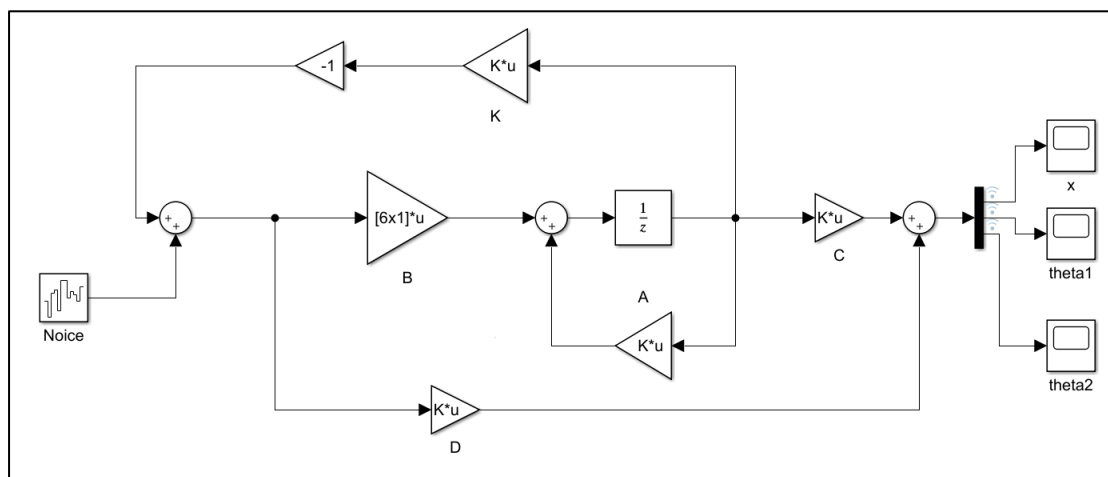 -1
K*u
K
x
+
+
[6x1]*u
B
+
+
1
z
K*u
C
+
+
theta1
Noice
A
K*u
theta2
K*u
D